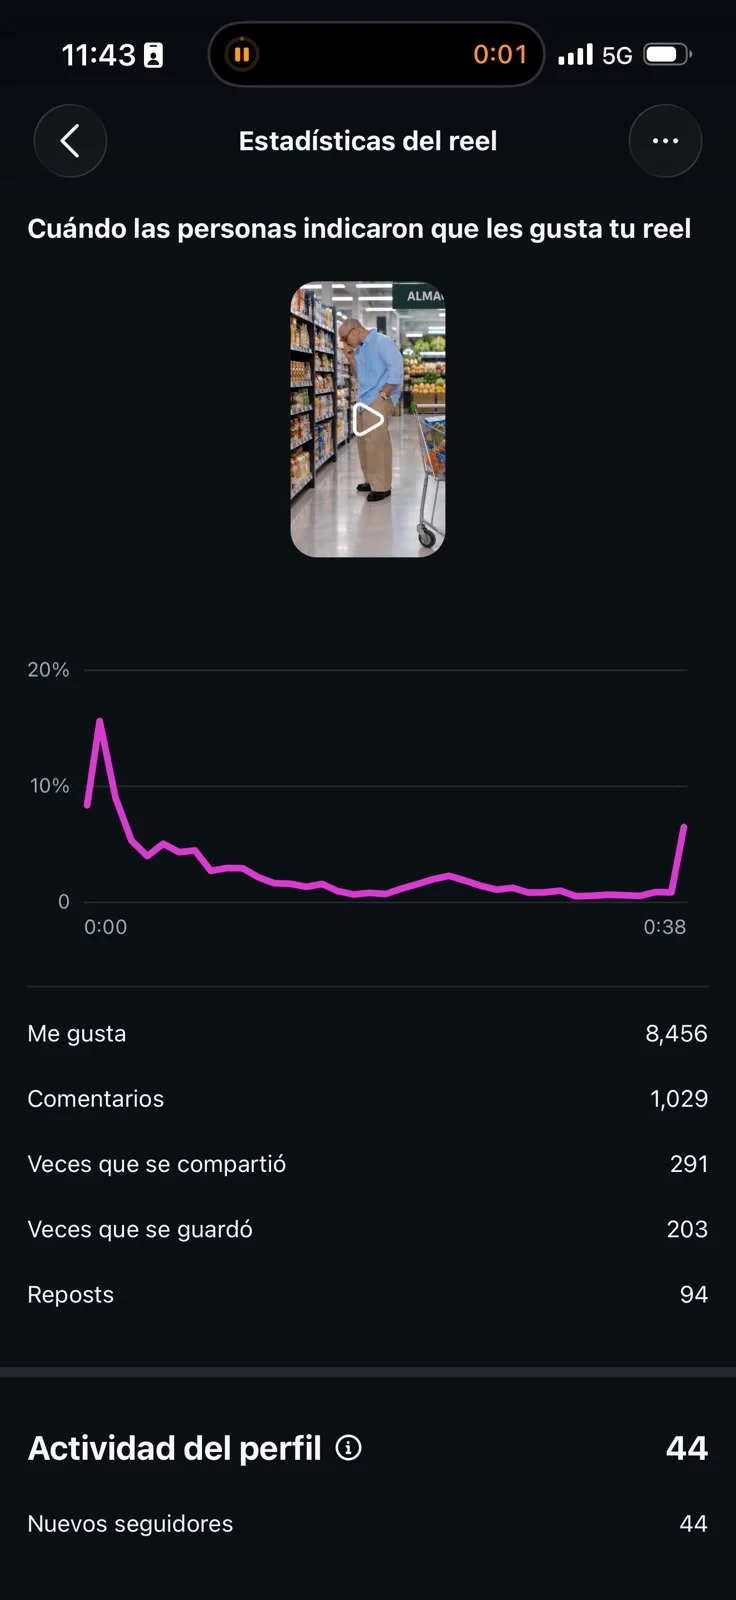 11:43
0:01
5G
Estadísticas del reel
Cuándo las personas indicaron que les gusta tu reel
ALMA
20%
10%
0
0:00 0:38
Me gusta 8,456
Comentarios 1,029
Veces que se compartió 291
Veces que se guardó 203
Reposts 94
Actividad del perfil 44
Nuevos seguidores 44